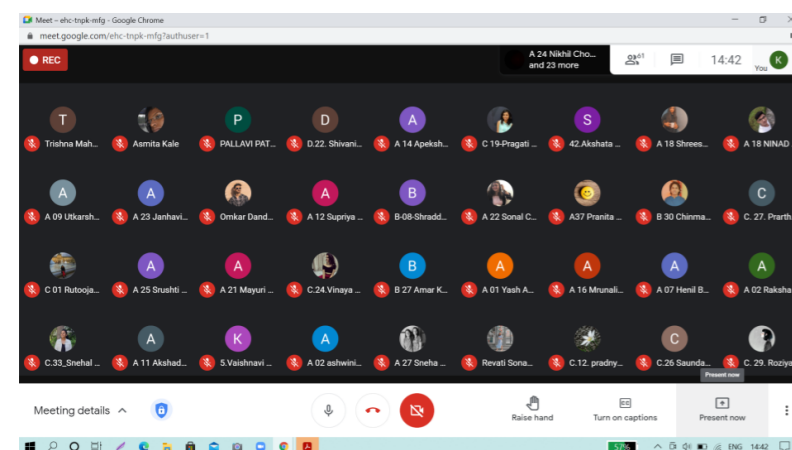 Meet – ehc-tnpk-mfg - Google Chrome
meet.google.com/ehc-tnpk-mfg?authuser=1
REC
A 24 Nikhil Cho...
and 23 more
61
14:42
You
K
T
P
D
A
S
Trishna Mah...
Asmita Kale
PALLAVI PAT...
D.22. Shivani...
A 14 Apeksh...
C 19-Pragati ...
42.Akshata ...
A 18 Shrees...
A 18 NINAD
A
A
A
B
C
A 09 Utkarsh...
A 23 Janhavi...
Omkar Dand...
A 12 Supriya ...
B-08-Shradd...
A 22 Sonal C...
A37 Pranita ...
B 30 Chinma...
C. 27. Prarth
A
A
B
A
A
A
A
C 01 Rutooja...
A 25 Srushti ...
A 21 Mayuri ...
C.24.Vinaya ...
B 27 Amar K...
A 01 Yash A...
A 16 Mrunali...
A 07 Henil B...
A 02 Raksha
A
K
A
C
C.33_Snehal ...
A 11 Akshad...
5.Vaishnavi ...
A 02 ashwini...
A 27 Sneha ...
Revati Sona...
C.12. pradny...
C.26 Saunda...
C. 29. Roziya
Present now
Meeting details
Raise hand
CC
Turn on captions
Present now
57%
ENG
14:42